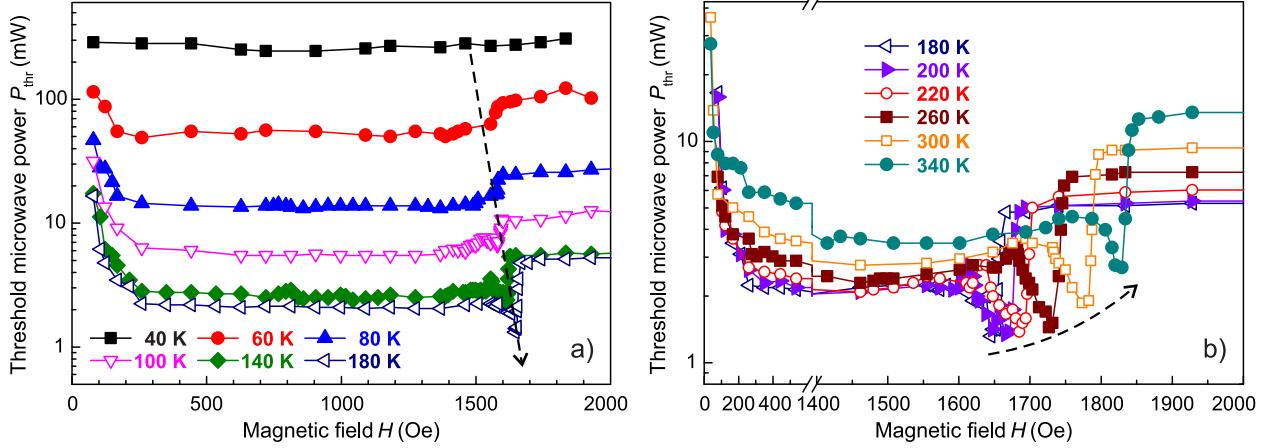 Threshold microwave power P_thr (mW)
100
10
1
40 K 60 K 80 K
100 K 140 K 180 K
a)
0 500 1000 1500 2000
Magnetic field H (Oe)
Threshold microwave power P_thr (mW)
10
1
180 K
200 K
220 K
260 K
300 K
340 K
b)
0 200 400 1400 1500 1600 1700 1800 1900 2000
Magnetic field H (Oe)